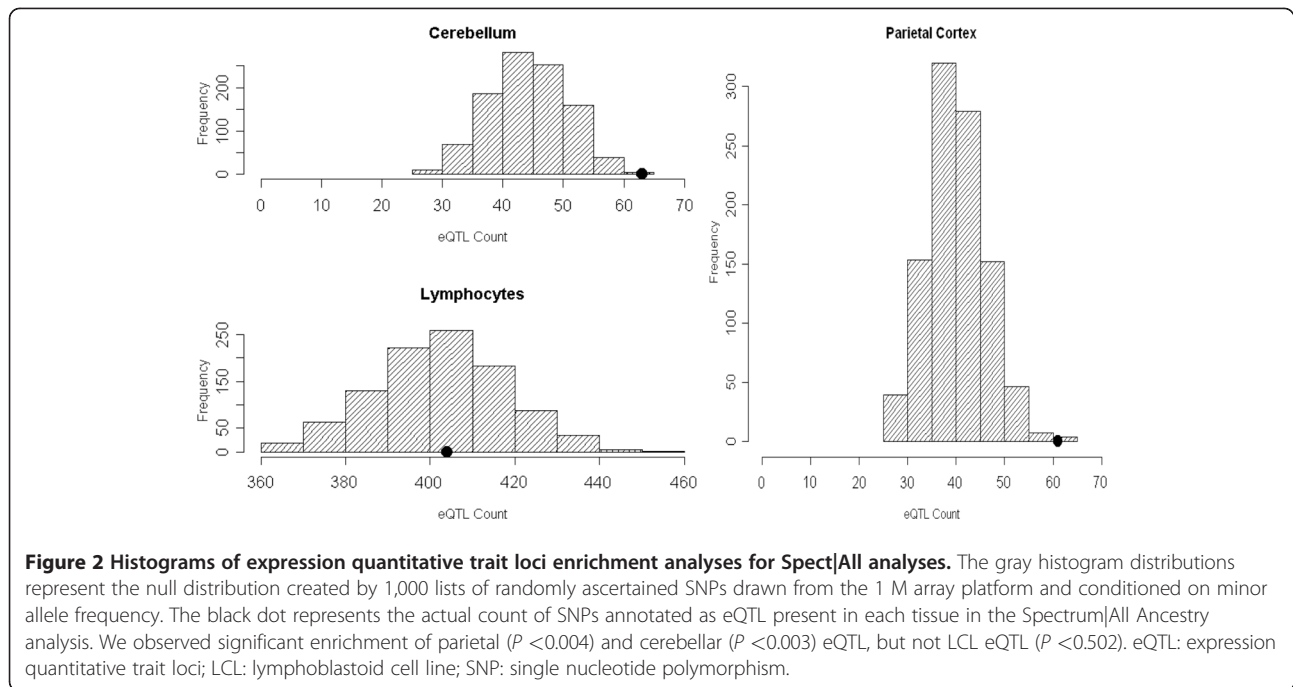 Cerebellum
Frequency
0 100 200
0 10 20 30 40 50 60 70
eQTL Count
Lymphocytes
Frequency
0 50 150 250
360 380 400 420 440 460
eQTL Count
Parietal Cortex
Frequency
0 50 100 150 200 250 300
0 10 20 30 40 50 60 70
eQTL Count
Figure 2 Histograms of expression quantitative trait loci enrichment analyses for Spect|All analyses. The gray histogram distributions
represent the null distribution created by 1,000 lists of randomly ascertained SNPs drawn from the 1 M array platform and conditioned on minor
allele frequency. The black dot represents the actual count of SNPs annotated as eQTL present in each tissue in the Spectrum|All Ancestry
analysis. We observed significant enrichment of parietal (P <0.004) and cerebellar (P <0.003) eQTL, but not LCL eQTL (P <0.502). eQTL: expression
quantitative trait loci; LCL: lymphoblastoid cell line; SNP: single nucleotide polymorphism.